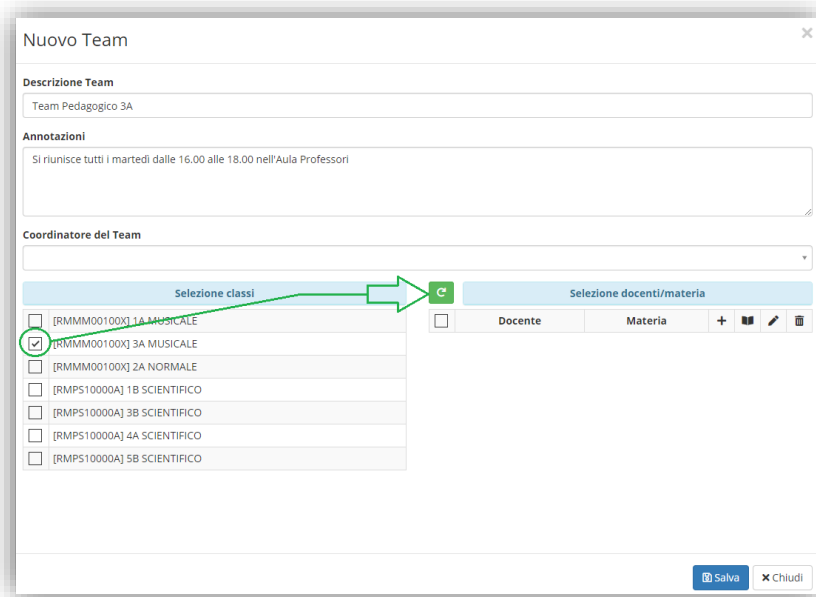 Nuovo Team
Descrizione Team
Team Pedagogico 3A
Annotazioni
Si riunisce tutti i martedì dalle 16.00 alle 18.00 nell'Aula Professori
Coordinatore del Team
Selezione classi
Selezione docenti/materia
[RMMM00100X] 1A MUSICALE
[RMMM00100X] 3A MUSICALE
[RMMM00100X] 2A NORMALE
[RMPS10000A] 1B SCIENTIFICO
[RMPS10000A] 3B SCIENTIFICO
[RMPS10000A] 4A SCIENTIFICO
[RMPS10000A] 5B SCIENTIFICO
Docente Materia
Salva
Chiudi